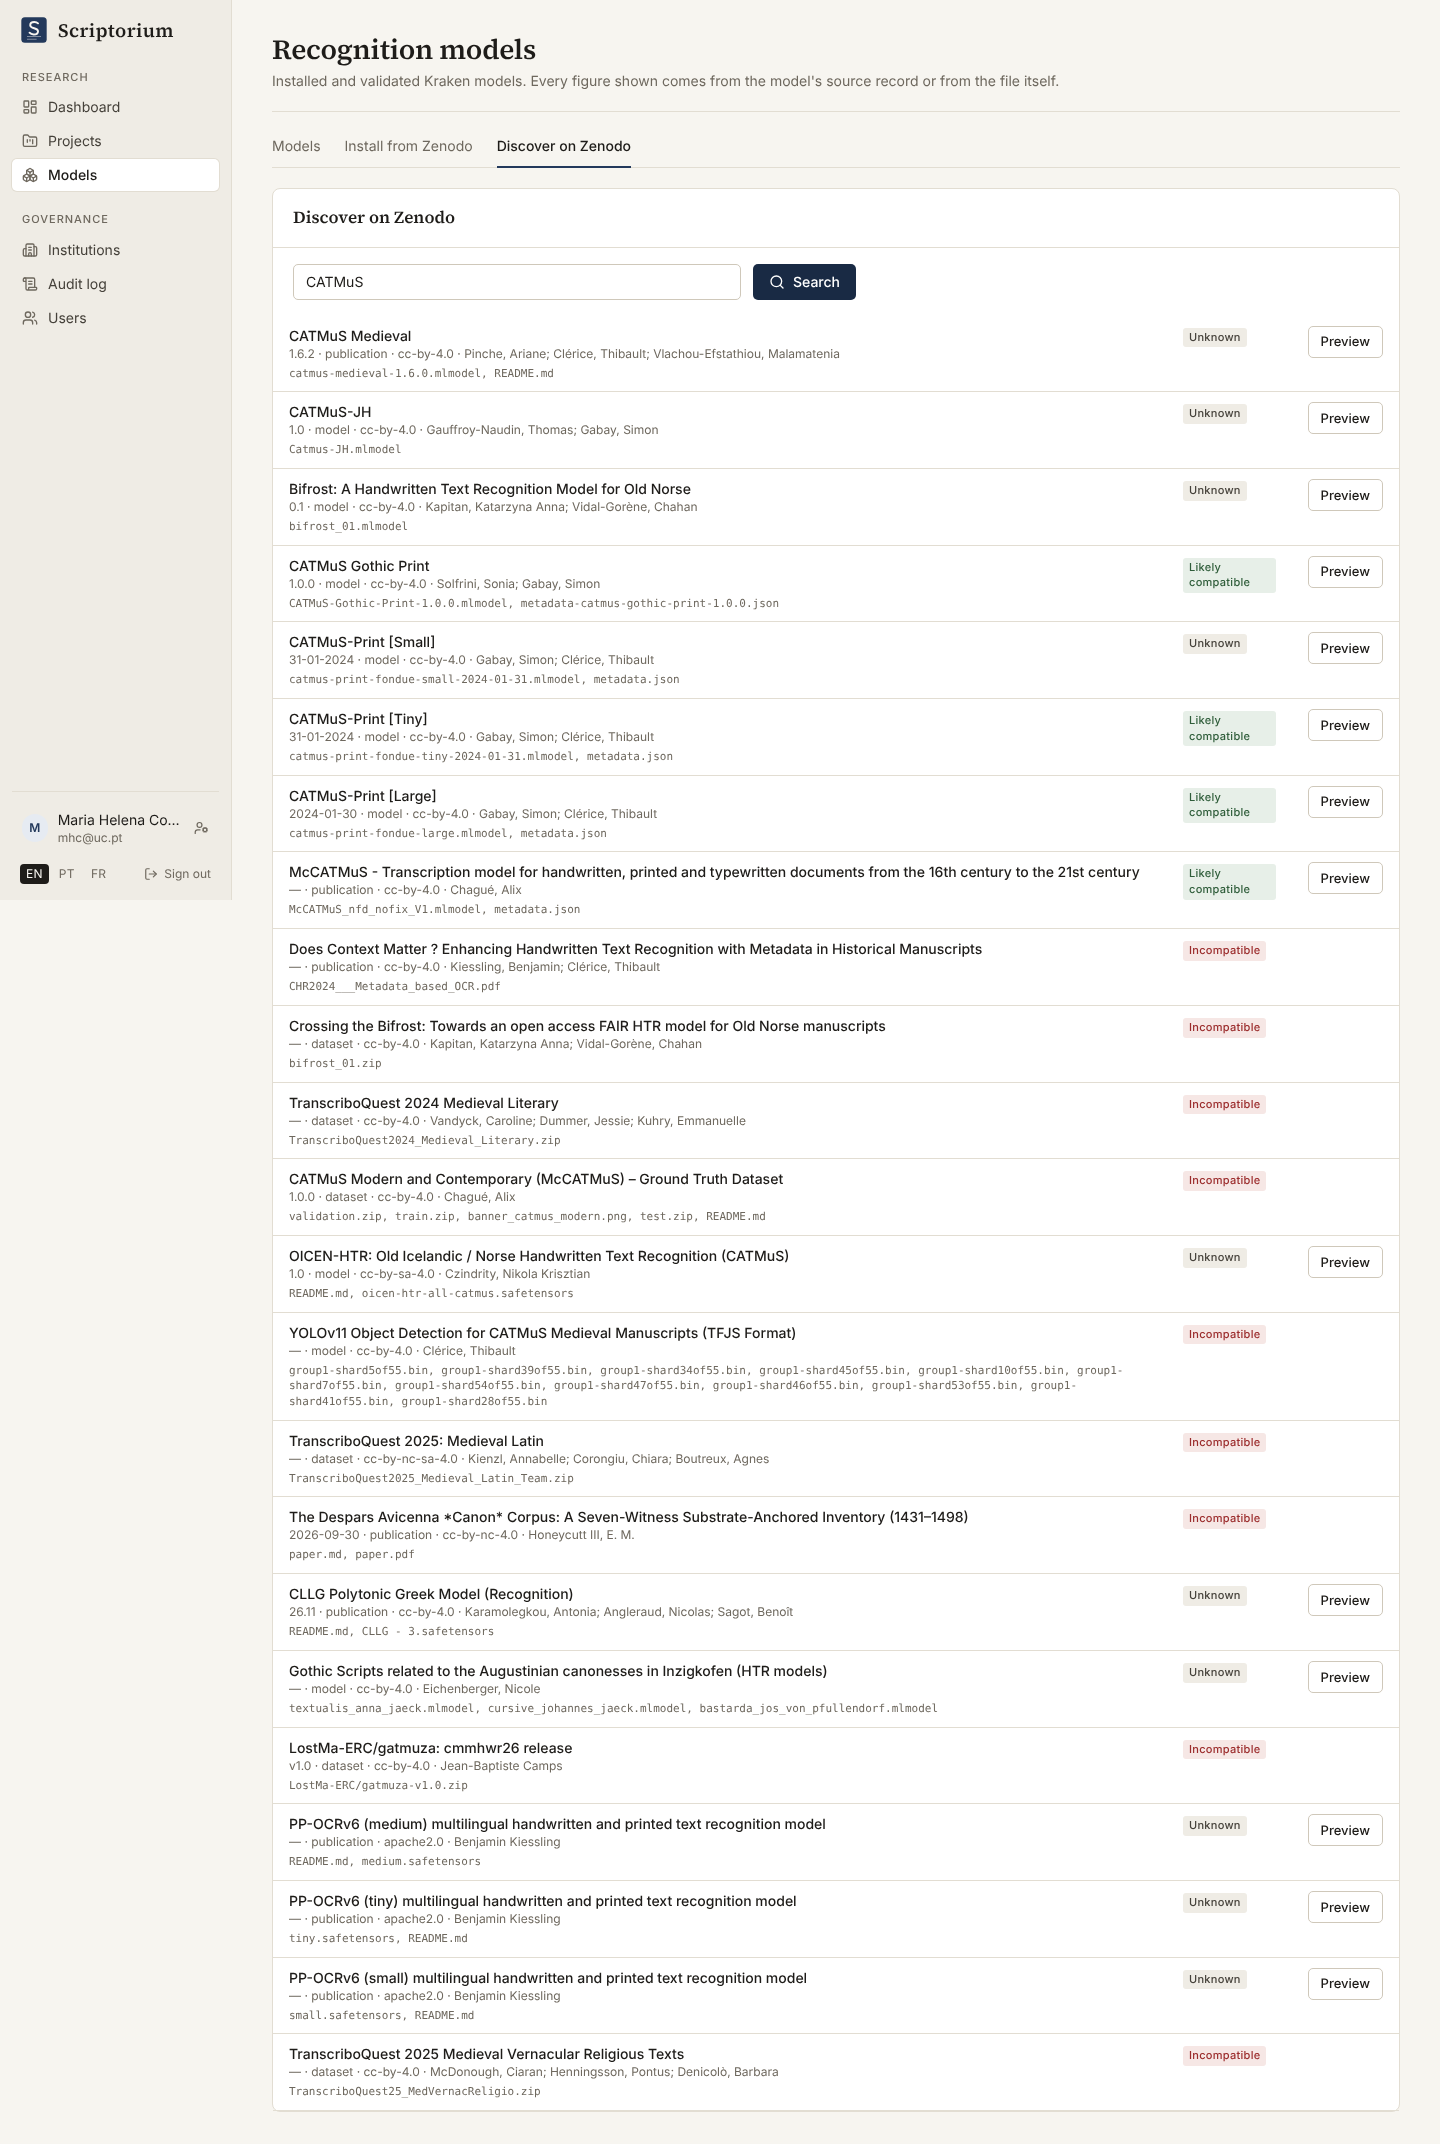 Scriptorium
RESEARCH
Dashboard
Projects
Models
GOVERNANCE
Institutions
Audit log
Users
M
Maria Helena Co...
mhc@uc.pt
EN PT FR Sign out
Recognition models
Installed and validated Kraken models. Every figure shown comes from the model's source record or from the file itself.
Models Install from Zenodo Discover on Zenodo
Discover on Zenodo
CATMuS Search
CATMuS Medieval Unknown Preview
1.6.2 · publication · cc-by-4.0 · Pinche, Ariane; Clérice, Thibault; Vlachou-Efstathiou, Malamatenia
catmus-medieval-1.6.0.mlmodel, README.md
CATMuS-JH Unknown Preview
1.0 · model · cc-by-4.0 · Gauffroy-Naudin, Thomas; Gabay, Simon
Catmus-JH.mlmodel
Bifrost: A Handwritten Text Recognition Model for Old Norse Unknown Preview
0.1 · model · cc-by-4.0 · Kapitan, Katarzyna Anna; Vidal-Gorène, Chahan
bifrost_01.mlmodel
CATMuS Gothic Print Likely compatible Preview
1.0.0 · model · cc-by-4.0 · Solfrini, Sonia; Gabay, Simon
CATMuS-Gothic-Print-1.0.0.mlmodel, metadata-catmus-gothic-print-1.0.0.json
CATMuS-Print [Small] Unknown Preview
31-01-2024 · model · cc-by-4.0 · Gabay, Simon; Clérice, Thibault
catmus-print-fondue-small-2024-01-31.mlmodel, metadata.json
CATMuS-Print [Tiny] Likely compatible Preview
31-01-2024 · model · cc-by-4.0 · Gabay, Simon; Clérice, Thibault
catmus-print-fondue-tiny-2024-01-31.mlmodel, metadata.json
CATMuS-Print [Large] Likely compatible Preview
2024-01-30 · model · cc-by-4.0 · Gabay, Simon; Clérice, Thibault
catmus-print-fondue-large.mlmodel, metadata.json
McCATMuS - Transcription model for handwritten, printed and typewritten documents from the 16th century to the 21st century Likely compatible Preview
— · publication · cc-by-4.0 · Chagué, Alix
McCATMuS_nfd_nofix_V1.mlmodel, metadata.json
Does Context Matter ? Enhancing Handwritten Text Recognition with Metadata in Historical Manuscripts Incompatible
— · publication · cc-by-4.0 · Kiessling, Benjamin; Clérice, Thibault
CHR2024___Metadata_based_OCR.pdf
Crossing the Bifrost: Towards an open access FAIR HTR model for Old Norse manuscripts Incompatible
— · dataset · cc-by-4.0 · Kapitan, Katarzyna Anna; Vidal-Gorène, Chahan
bifrost_01.zip
TranscriboQuest 2024 Medieval Literary Incompatible
— · dataset · cc-by-4.0 · Vandyck, Caroline; Dummer, Jessie; Kuhry, Emmanuelle
TranscriboQuest2024_Medieval_Literary.zip
CATMuS Modern and Contemporary (McCATMuS) – Ground Truth Dataset Incompatible
1.0.0 · dataset · cc-by-4.0 · Chagué, Alix
validation.zip, train.zip, banner_catmus_modern.png, test.zip, README.md
OICEN-HTR: Old Icelandic / Norse Handwritten Text Recognition (CATMuS) Unknown Preview
1.0 · model · cc-by-sa-4.0 · Czindrity, Nikola Krisztian
README.md, oicen-htr-all-catmus.safetensors
YOLOv11 Object Detection for CATMuS Medieval Manuscripts (TFJS Format) Incompatible
— · model · cc-by-4.0 · Clérice, Thibault
group1-shard5of55.bin, group1-shard39of55.bin, group1-shard34of55.bin, group1-shard45of55.bin, group1-shard10of55.bin, group1-
shard7of55.bin, group1-shard54of55.bin, group1-shard47of55.bin, group1-shard46of55.bin, group1-shard53of55.bin, group1-
shard41of55.bin, group1-shard28of55.bin
TranscriboQuest 2025: Medieval Latin Incompatible
— · dataset · cc-by-nc-sa-4.0 · Kienzl, Annabelle; Corongiu, Chiara; Boutreux, Agnes
TranscriboQuest2025_Medieval_Latin_Team.zip
The Despars Avicenna *Canon* Corpus: A Seven-Witness Substrate-Anchored Inventory (1431–1498) Incompatible
2026-09-30 · publication · cc-by-nc-4.0 · Honeycutt III, E. M.
paper.md, paper.pdf
CLLG Polytonic Greek Model (Recognition) Unknown Preview
26.11 · publication · cc-by-4.0 · Karamolegkou, Antonia; Angleraud, Nicolas; Sagot, Benoît
README.md, CLLG - 3.safetensors
Gothic Scripts related to the Augustinian canonesses in Inzigkofen (HTR models) Unknown Preview
— · model · cc-by-4.0 · Eichenberger, Nicole
textualis_anna_jaeck.mlmodel, cursive_johannes_jaeck.mlmodel, bastarda_jos_von_pfullendorf.mlmodel
LostMa-ERC/gatmuza: cmmhwr26 release Incompatible
v1.0 · dataset · cc-by-4.0 · Jean-Baptiste Camps
LostMa-ERC/gatmuza-v1.0.zip
PP-OCRv6 (medium) multilingual handwritten and printed text recognition model Unknown Preview
— · publication · apache2.0 · Benjamin Kiessling
README.md, medium.safetensors
PP-OCRv6 (tiny) multilingual handwritten and printed text recognition model Unknown Preview
— · publication · apache2.0 · Benjamin Kiessling
tiny.safetensors, README.md
PP-OCRv6 (small) multilingual handwritten and printed text recognition model Unknown Preview
— · publication · apache2.0 · Benjamin Kiessling
small.safetensors, README.md
TranscriboQuest 2025 Medieval Vernacular Religious Texts Incompatible
— · dataset · cc-by-4.0 · McDonough, Ciaran; Henningsson, Pontus; Denicolò, Barbara
TranscriboQuest25_MedVernacReligio.zip